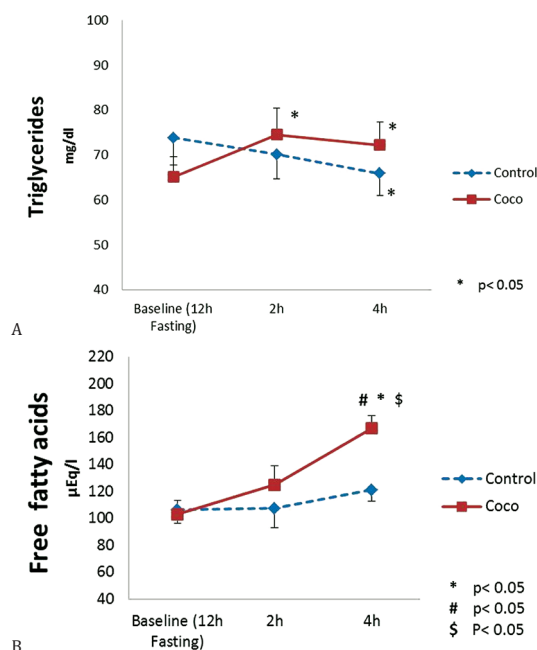 100
90
80
70
60
50
40
Triglycerides
mg/dl
*
*
*
Control
Coco
* p< 0.05
Baseline (12h
Fasting)
2h
4h
A
220
200
180
160
140
120
100
80
60
40
Free fatty acids
µEq/l
# * $
Control
Coco
* p< 0.05
# p< 0.05
$ P< 0.05
Baseline (12h
Fasting)
2h
4h
B